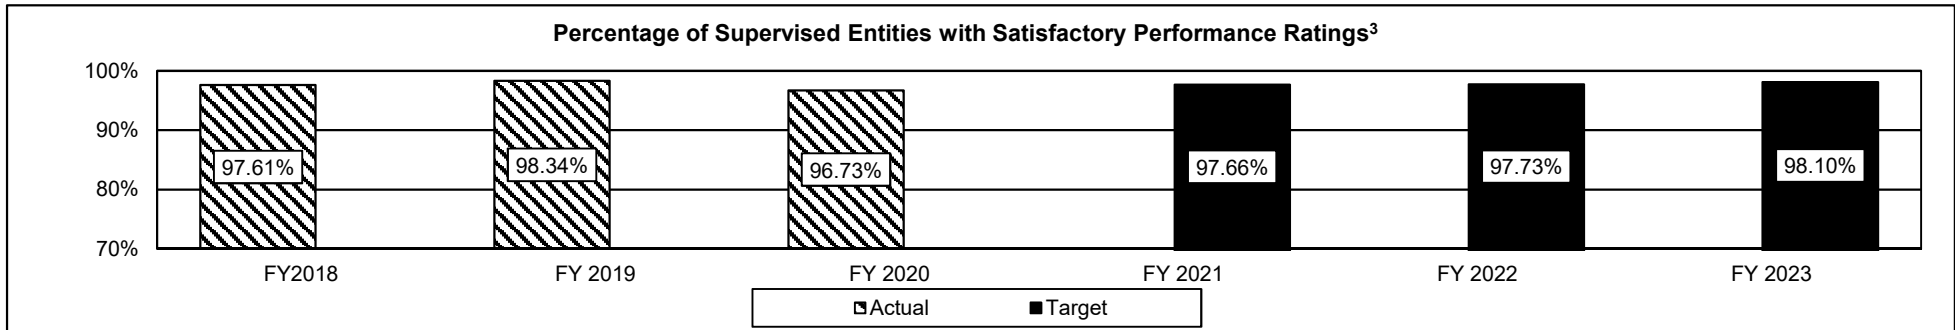 Percentage of Supervised Entities with Satisfactory Performance Ratings³
100%
90%
80%
70%
97.61%
98.34%
96.73%
97.66%
97.73%
98.10%
FY2018
FY 2019
FY 2020
FY 2021
FY 2022
FY 2023
Actual
Target